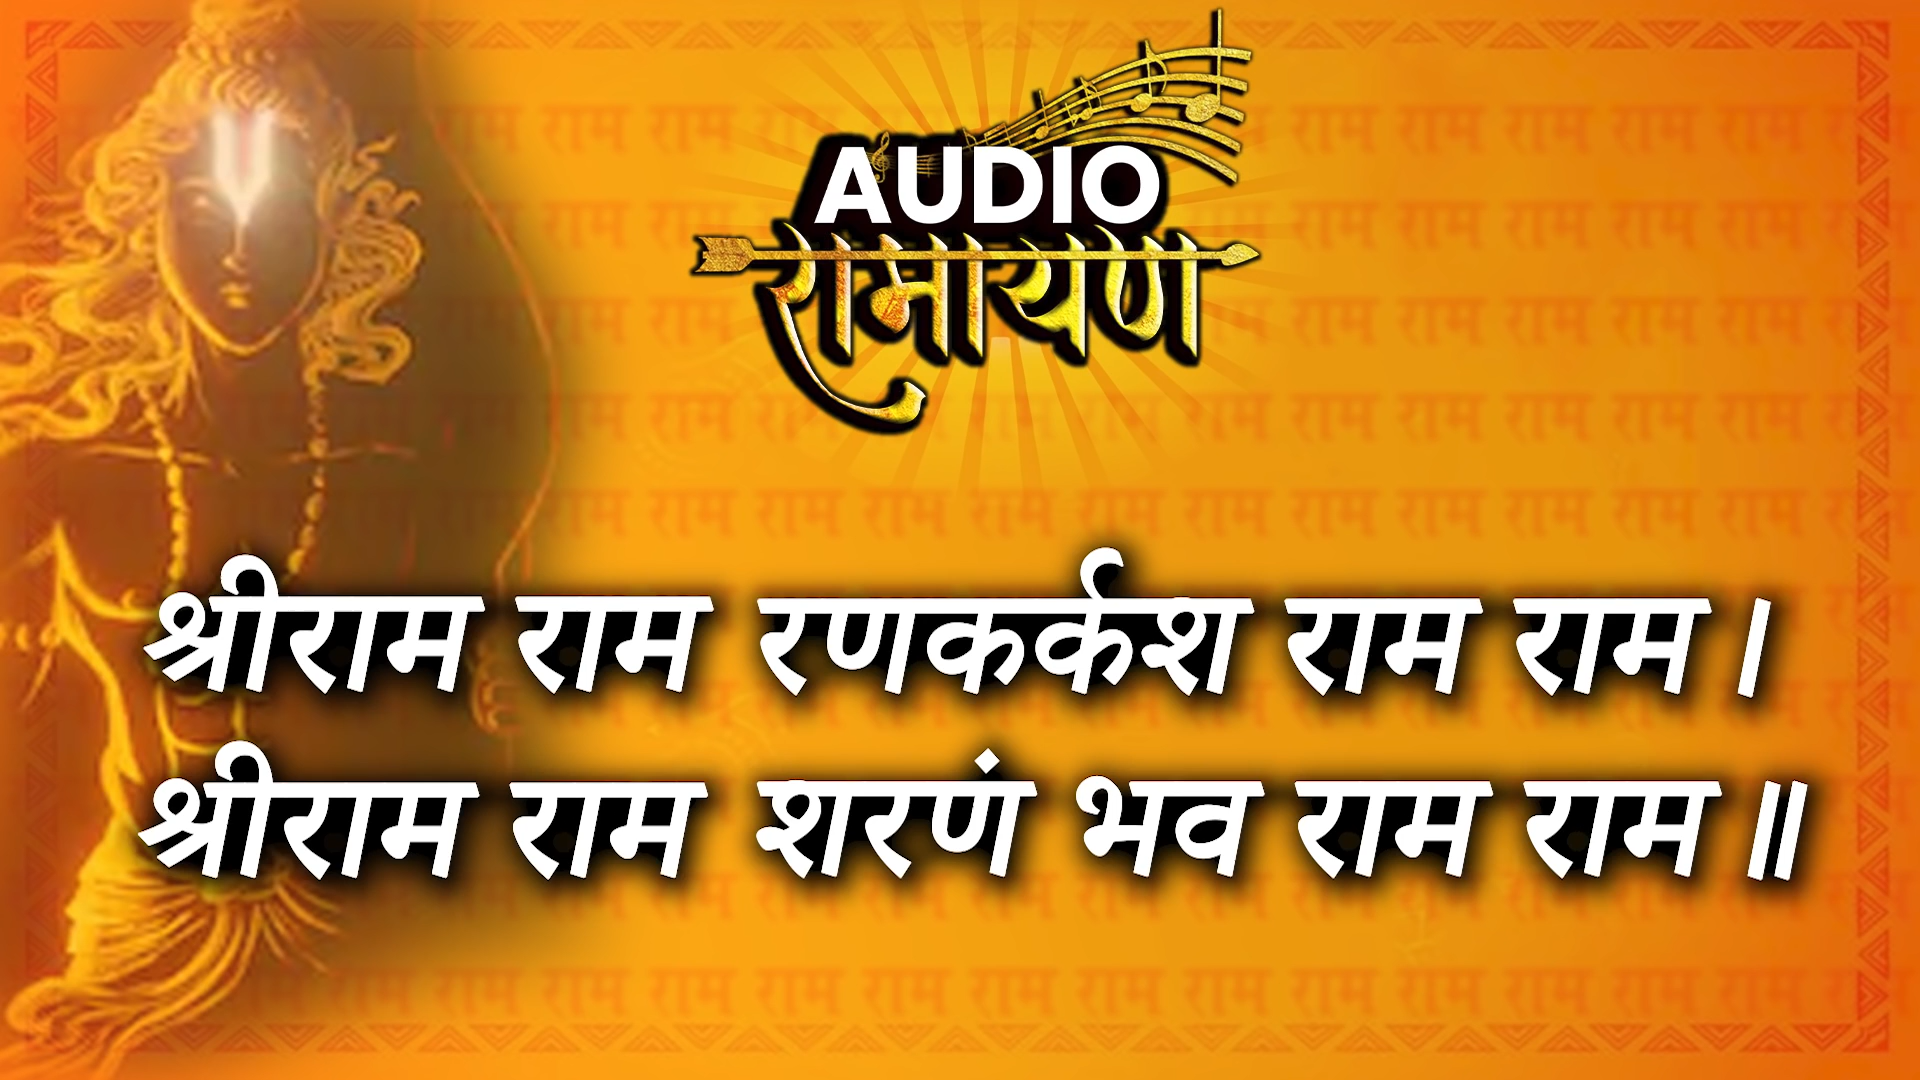 AUDIO
रामायण
श्रीराम राम रणकर्कश राम राम ।
श्रीराम राम शरणं भव राम राम ॥